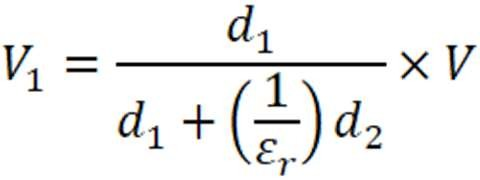 V₁ = d₁ / (d₁ + (1/εᵣ) d₂) × V